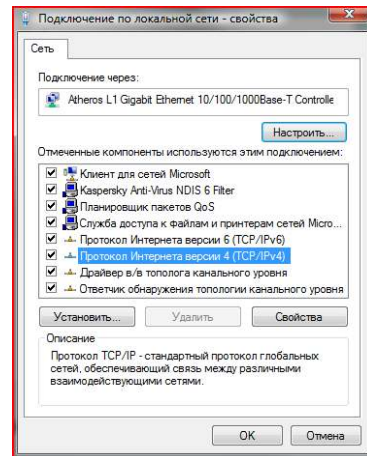 Подключение по локальной сети - свойства
Сеть
Подключение через:
Atheros L1 Gigabit Ethernet 10/100/1000Base-T Controlle
Настроить...
Отмеченные компоненты используются этим подключением:
Клиент для сетей Microsoft
Kaspersky Anti-Virus NDIS 6 Filter
Планировщик пакетов QoS
Служба доступа к файлам и принтерам сетей Micro...
Протокол Интернета версии 6 (TCP/IPv6)
Протокол Интернета версии 4 (TCP/IPv4)
Драйвер в/в тополога канального уровня
Ответчик обнаружения топологии канального уровня
Установить...
Удалить
Свойства
Описание
Протокол TCP/IP - стандартный протокол глобальных
сетей, обеспечивающий связь между различными
взаимодействующими сетями.
OK
Отмена